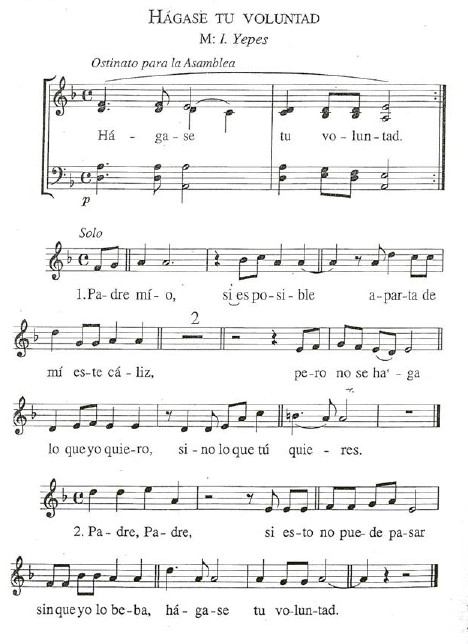 HÁGASE TU VOLUNTAD
M: I. Yepes
Ostinato para la Asamblea
Há - ga - se tu vo - lun - tad.
p
Solo
1. Pa - dre mí - o, si es po - si - ble a - par - ta de
2
mí es - te cá - liz, pe - ro no se ha - ga
lo que yo quie - ro, si - no lo que tú quie - res.
2. Pa - dre, Pa - dre, si es - to no pue - de pa - sar
sin que yo lo be - ba, há - ga - se tu vo - lun - tad.